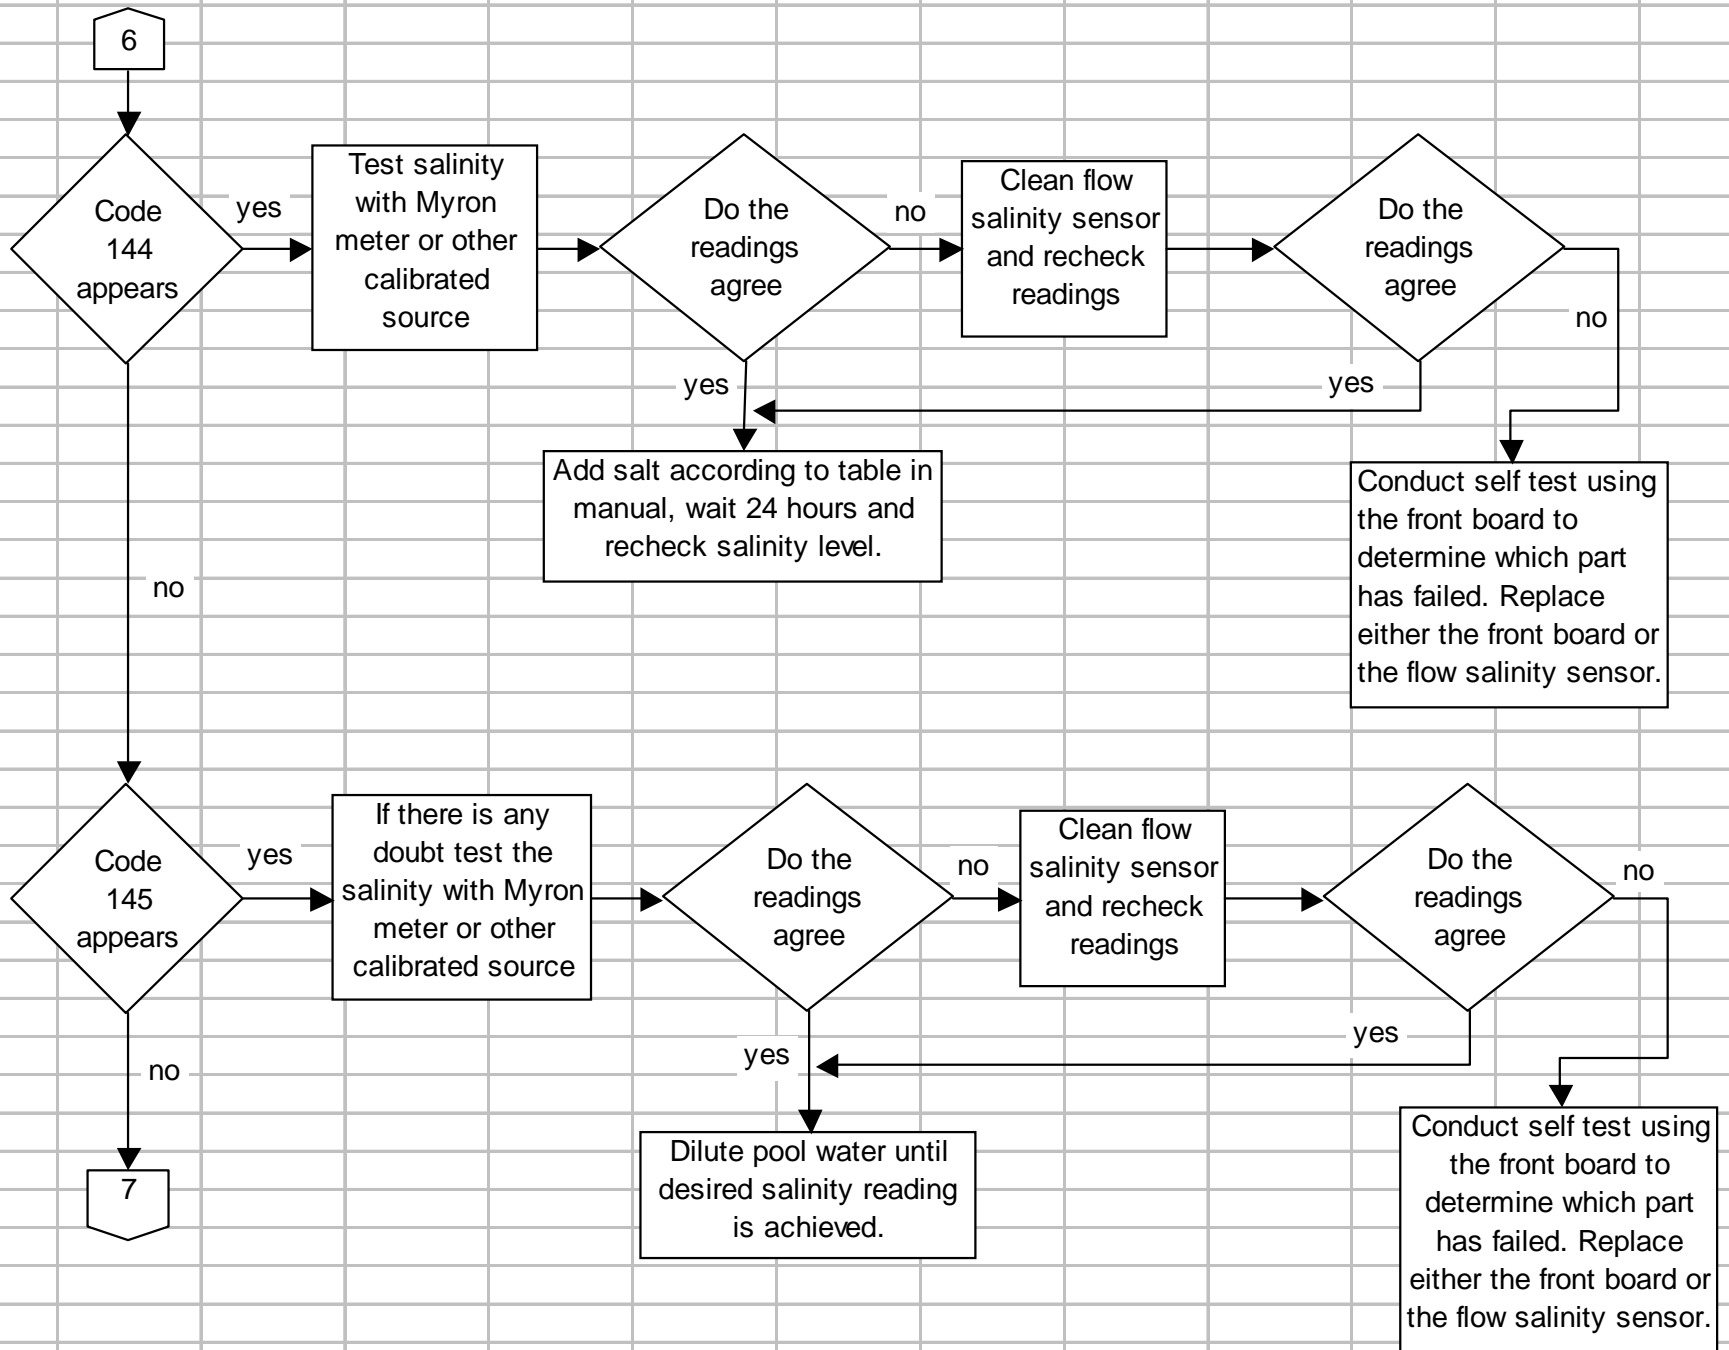 6
Code
144
appears
yes
Test salinity
with Myron
meter or other
calibrated
source
Do the
readings
agree
no
Clean flow
salinity sensor
and recheck
readings
Do the
readings
agree
no
yes
yes
Add salt according to table in
manual, wait 24 hours and
recheck salinity level.
Conduct self test using
the front board to
determine which part
has failed. Replace
either the front board or
the flow salinity sensor.
no
Code
145
appears
yes
If there is any
doubt test the
salinity with Myron
meter or other
calibrated source
Do the
readings
agree
no
Clean flow
salinity sensor
and recheck
readings
Do the
readings
agree
no
yes
yes
no
7
Dilute pool water until
desired salinity reading
is achieved.
Conduct self test using
the front board to
determine which part
has failed. Replace
either the front board or
the flow salinity sensor.